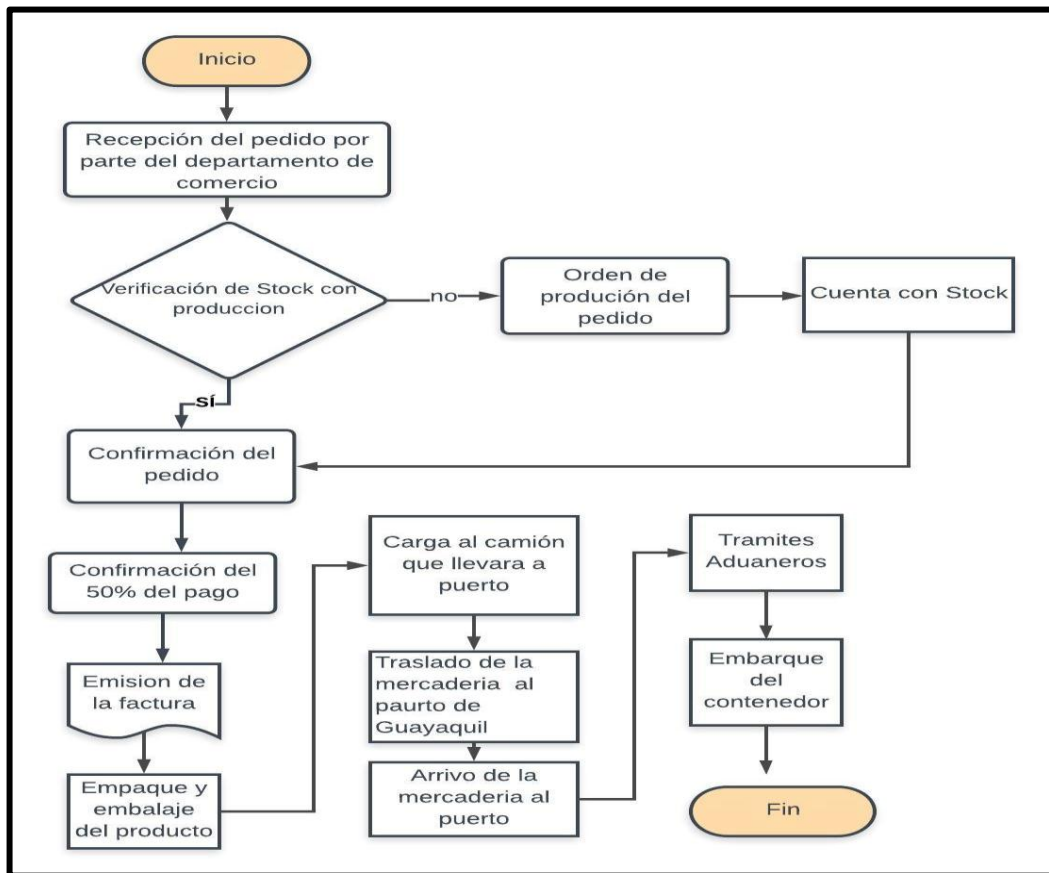 Inicio
Recepción del pedido por
parte del departamento de
comercio
Verificación de Stock con
produccion
no
Orden de
produción del
pedido
Cuenta con Stock
sí
Confirmación del
pedido
Confirmación del
50% del pago
Emision de
la factura
Empaque y
embalaje
del producto
Carga al camión
que llevara a
puerto
Traslado de la
mercaderia al
paurto de
Guayaquil
Arrivo de la
mercaderia al
puerto
Tramites
Aduaneros
Embarque
del
contenedor
Fin